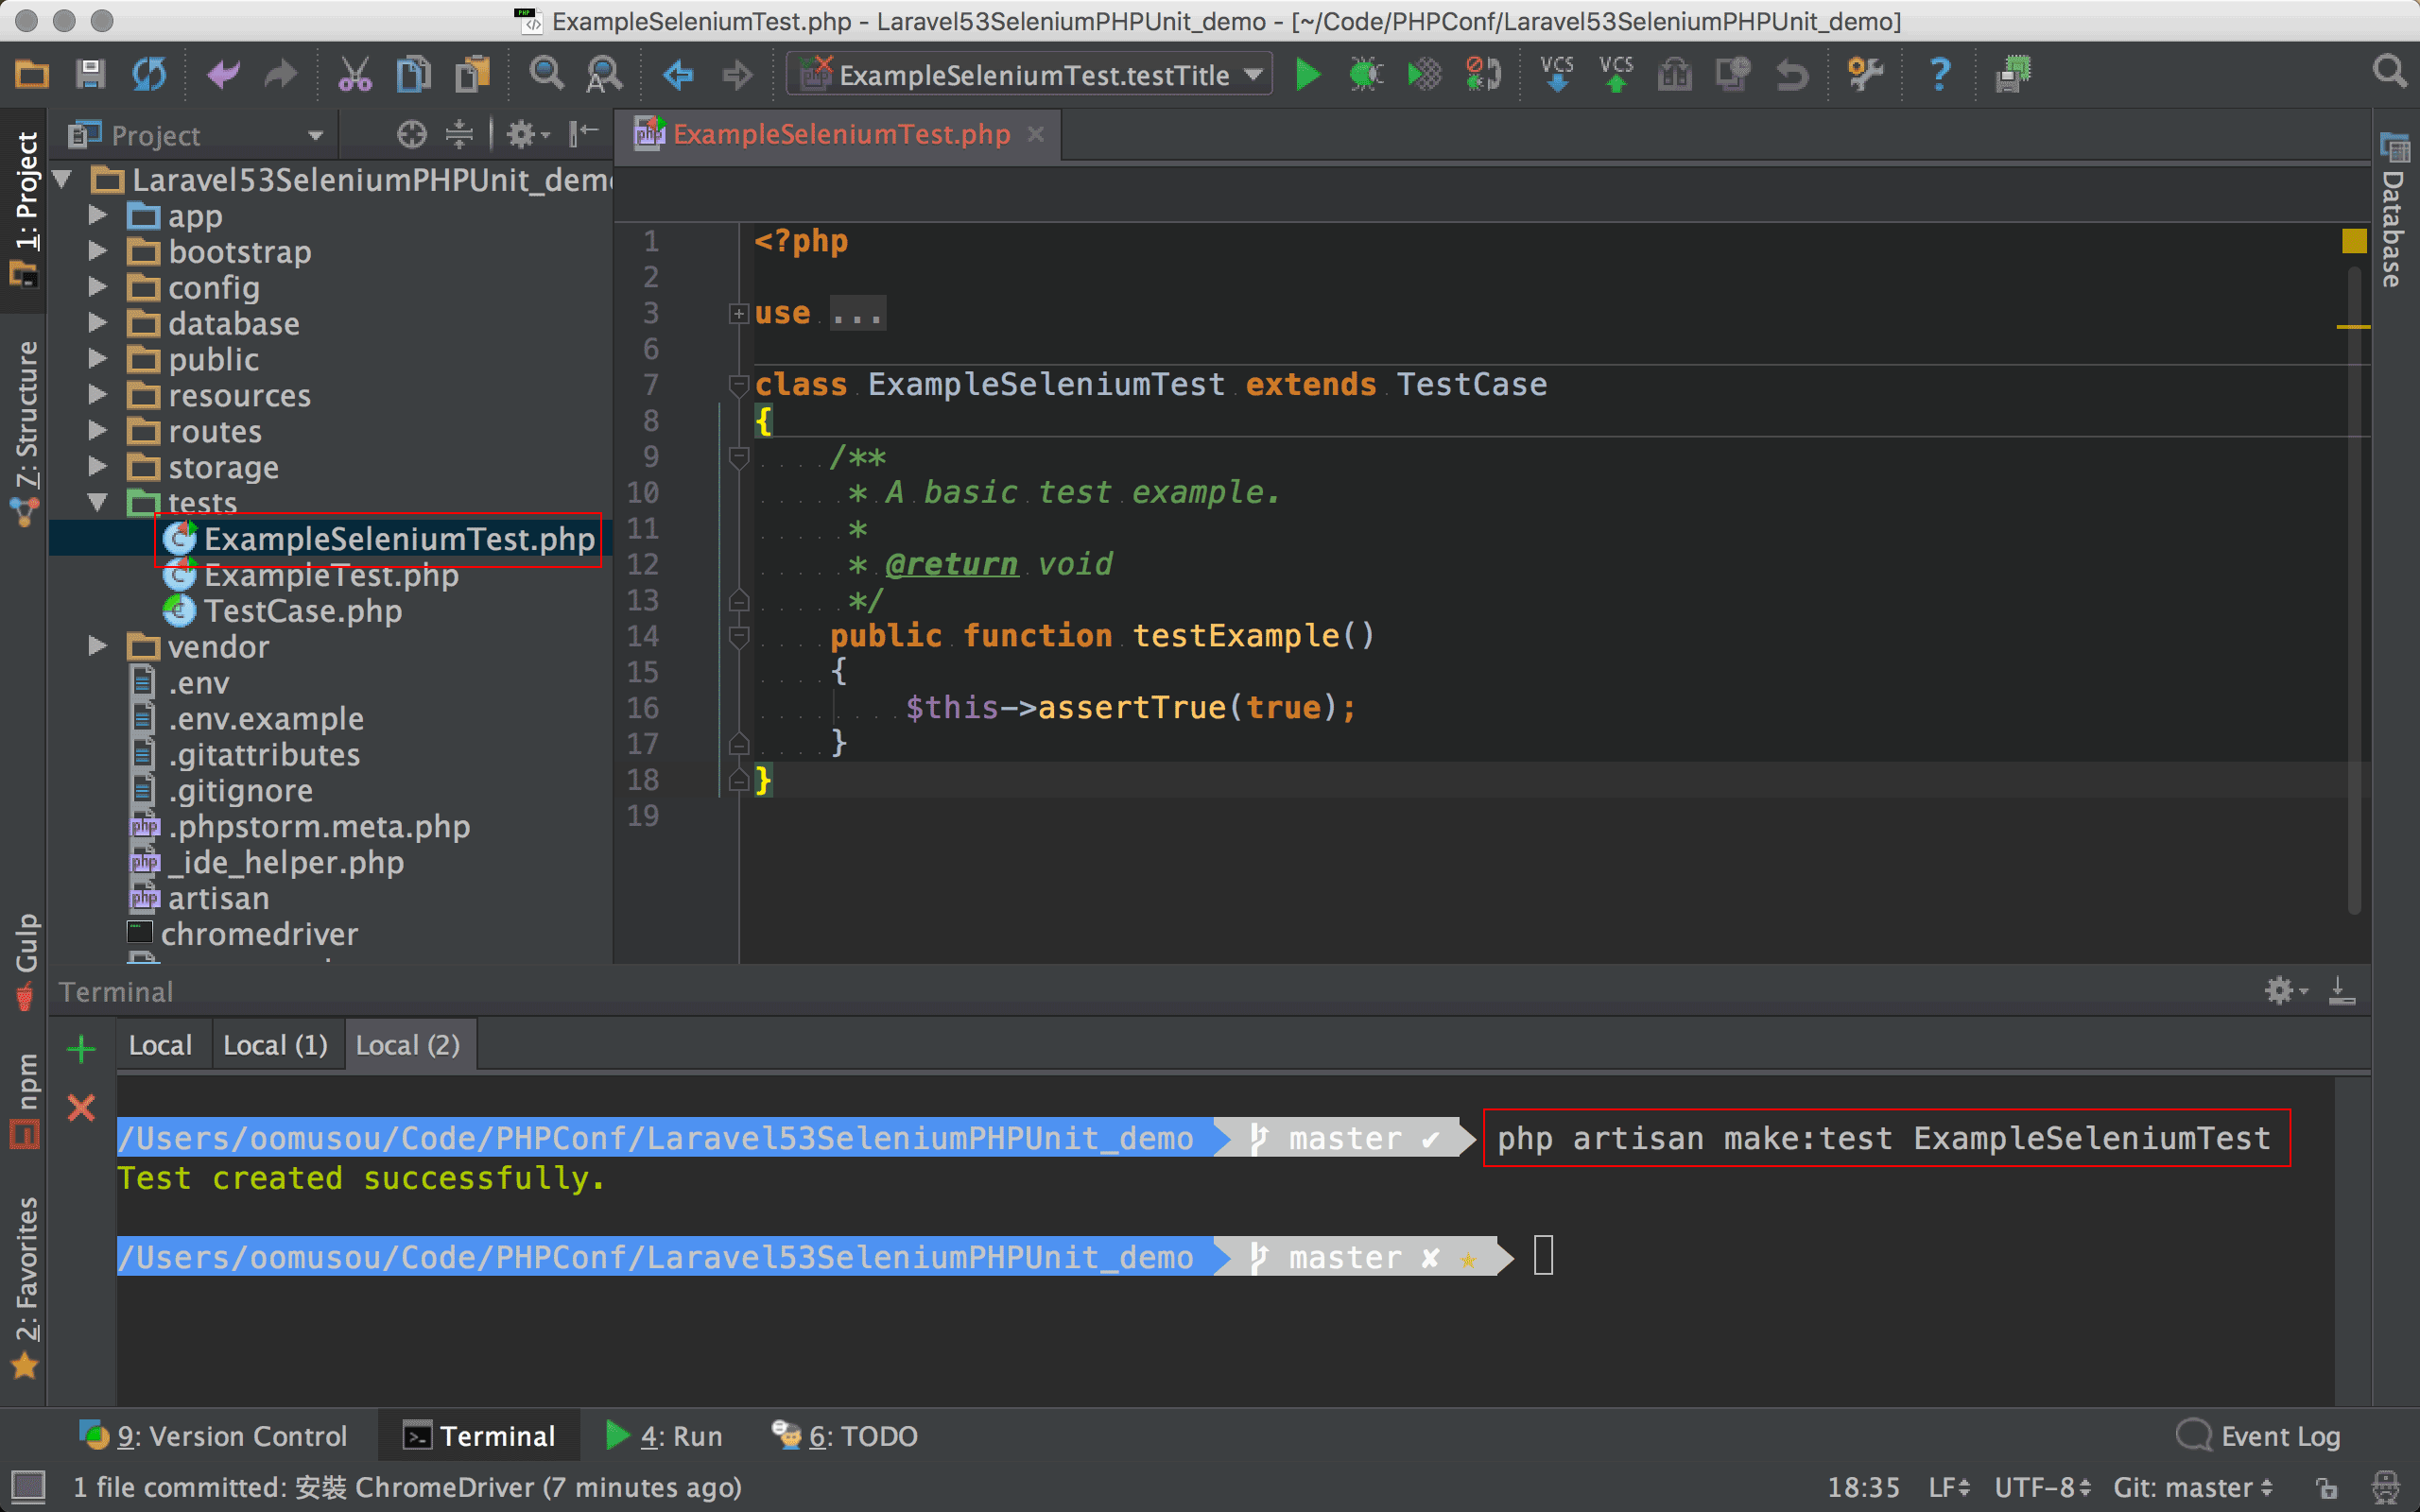 ExampleSeleniumTest.php - Laravel53SeleniumPHPUnit_demo - [~/Code/PHPConf/Laravel53SeleniumPHPUnit_demo]
ExampleSeleniumTest.testTitle
VCS
VCS
Project
ExampleSeleniumTest.php
1: Project
7: Structure
Gulp
npm
2: Favorites
Database
Laravel53SeleniumPHPUnit_demo
app
bootstrap
config
database
public
resources
routes
storage
tests
ExampleSeleniumTest.php
ExampleTest.php
TestCase.php
vendor
.env
.env.example
.gitattributes
.gitignore
.phpstorm.meta.php
_ide_helper.php
artisan
chromedriver
1 <?php
2
3 use ...
6
7 class ExampleSeleniumTest extends TestCase
8 {
9 /**
10 * A basic test example.
11 *
12 * @return void
13 */
14 public function testExample()
15 {
16 $this->assertTrue(true);
17 }
18 }
19
Terminal
Local
Local (1)
Local (2)
/Users/oomusou/Code/PHPConf/Laravel53SeleniumPHPUnit_demo master ✔ php artisan make:test ExampleSeleniumTest
Test created successfully.
/Users/oomusou/Code/PHPConf/Laravel53SeleniumPHPUnit_demo master ✘ ★
9: Version Control
Terminal
4: Run
6: TODO
Event Log
1 file committed: 安裝 ChromeDriver (7 minutes ago)
18:35
LF
UTF-8
Git: master